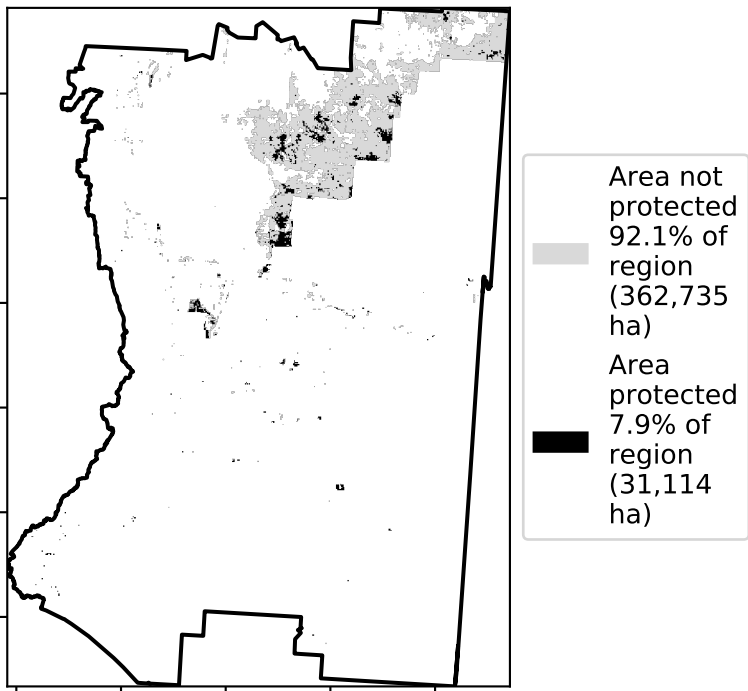 Area not
protected
92.1% of
region
(362,735
ha)
Area
protected
7.9% of
region
(31,114
ha)